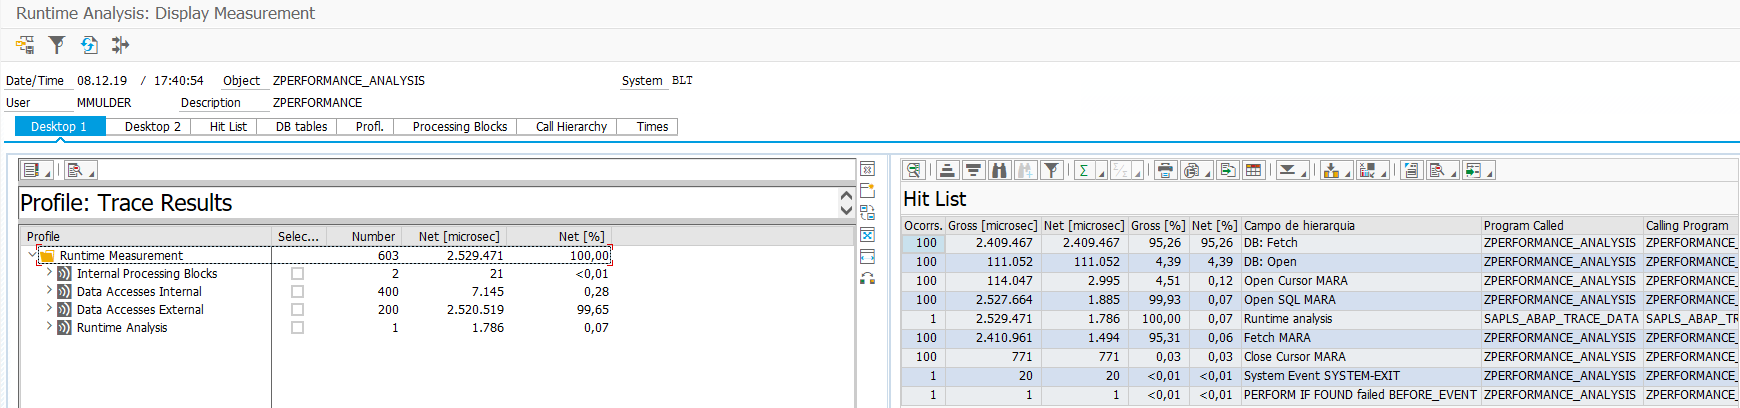 Runtime Analysis: Display Measurement
Date/Time 08.12.19 / 17:40:54 Object ZPERFORMANCE_ANALYSIS System BLT
User MMULDER Description ZPERFORMANCE
Desktop 1 Desktop 2 Hit List DB tables Profl. Processing Blocks Call Hierarchy Times
Profile: Trace Results
Profile Selec... Number Net [microsec] Net [%]
Runtime Measurement 603 2.529.471 100,00
Internal Processing Blocks 2 21 <0,01
Data Accesses Internal 400 7.145 0,28
Data Accesses External 200 2.520.519 99,65
Runtime Analysis 1 1.786 0,07
Hit List
Ocorrs. Gross [microsec] Net [microsec] Gross [%] Net [%] Campo de hierarquia Program Called Calling Program
100 2.409.467 2.409.467 95,26 95,26 DB: Fetch ZPERFORMANCE_ANALYSIS ZPERFORMANCE_
100 111.052 111.052 4,39 4,39 DB: Open ZPERFORMANCE_ANALYSIS ZPERFORMANCE_
100 114.047 2.995 4,51 0,12 Open Cursor MARA ZPERFORMANCE_ANALYSIS ZPERFORMANCE_
100 2.527.664 1.885 99,93 0,07 Open SQL MARA ZPERFORMANCE_ANALYSIS ZPERFORMANCE_
1 2.529.471 1.786 100,00 0,07 Runtime analysis SAPLS_ABAP_TRACE_DATA SAPLS_ABAP_TR
100 2.410.961 1.494 95,31 0,06 Fetch MARA ZPERFORMANCE_ANALYSIS ZPERFORMANCE_
100 771 771 0,03 0,03 Close Cursor MARA ZPERFORMANCE_ANALYSIS ZPERFORMANCE_
1 20 20 <0,01 <0,01 System Event SYSTEM-EXIT ZPERFORMANCE_ANALYSIS ZPERFORMANCE_
1 1 1 <0,01 <0,01 PERFORM IF FOUND failed BEFORE_EVENT ZPERFORMANCE_ANALYSIS ZPERFORMANCE_